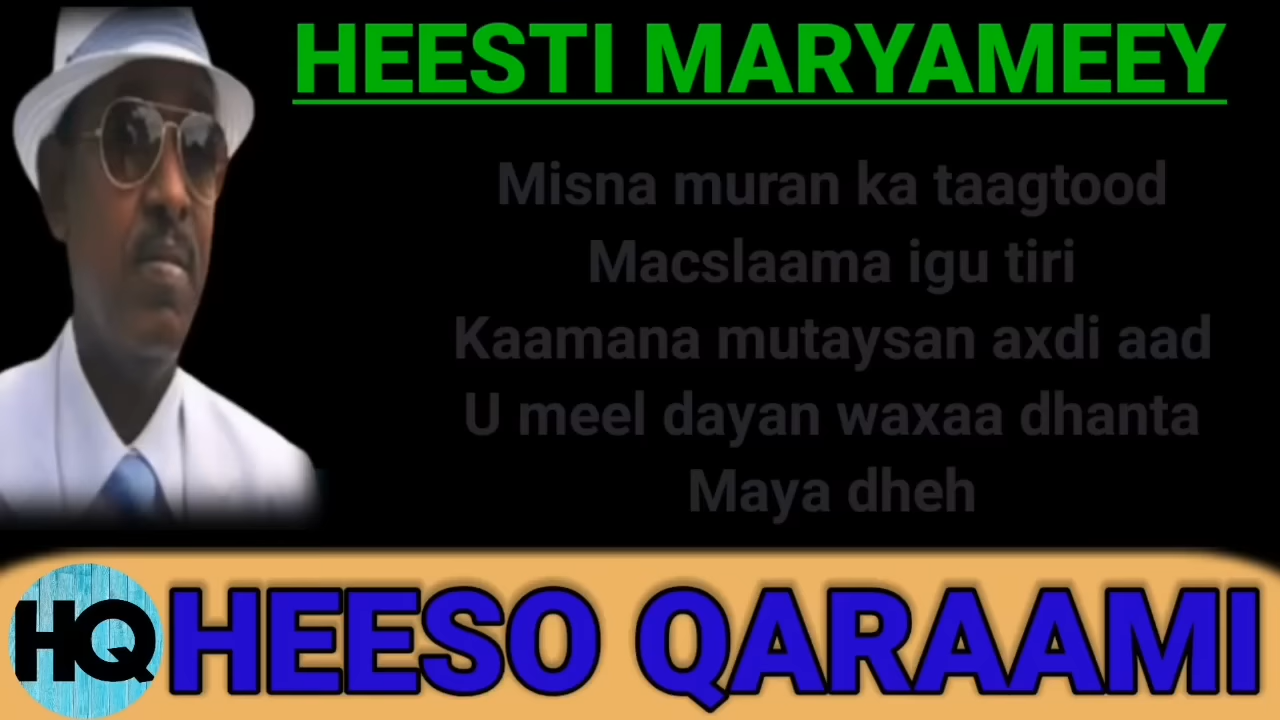 HEESTI MARYAMEEY
Misna muran ka taagtood
Macslaama igu tiri
Kaamana mutaysan axdi aad
U meel dayan waxaa dhanta
Maya dheh
HQ HEESO QARAAMI